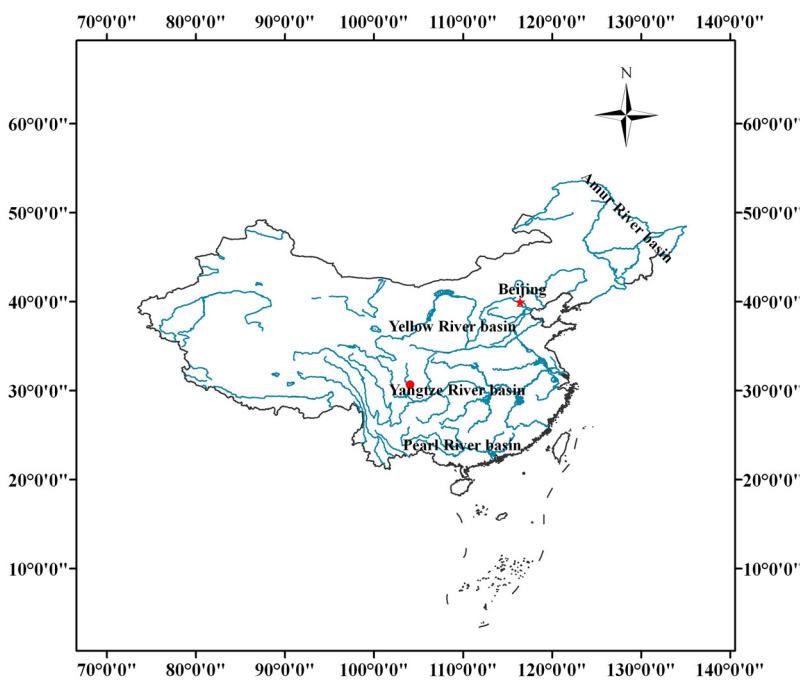 70°0'0" 80°0'0" 90°0'0" 100°0'0" 110°0'0" 120°0'0" 130°0'0" 140°0'0"
N
60°0'0" 60°0'0"
Amur River basin
50°0'0" 50°0'0"
Beijing
40°0'0" 40°0'0"
Yellow River basin
30°0'0" 30°0'0"
Yangtze River basin
Pearl River basin
20°0'0" 20°0'0"
10°0'0" 10°0'0"
70°0'0" 80°0'0" 90°0'0" 100°0'0" 110°0'0" 120°0'0" 130°0'0" 140°0'0"